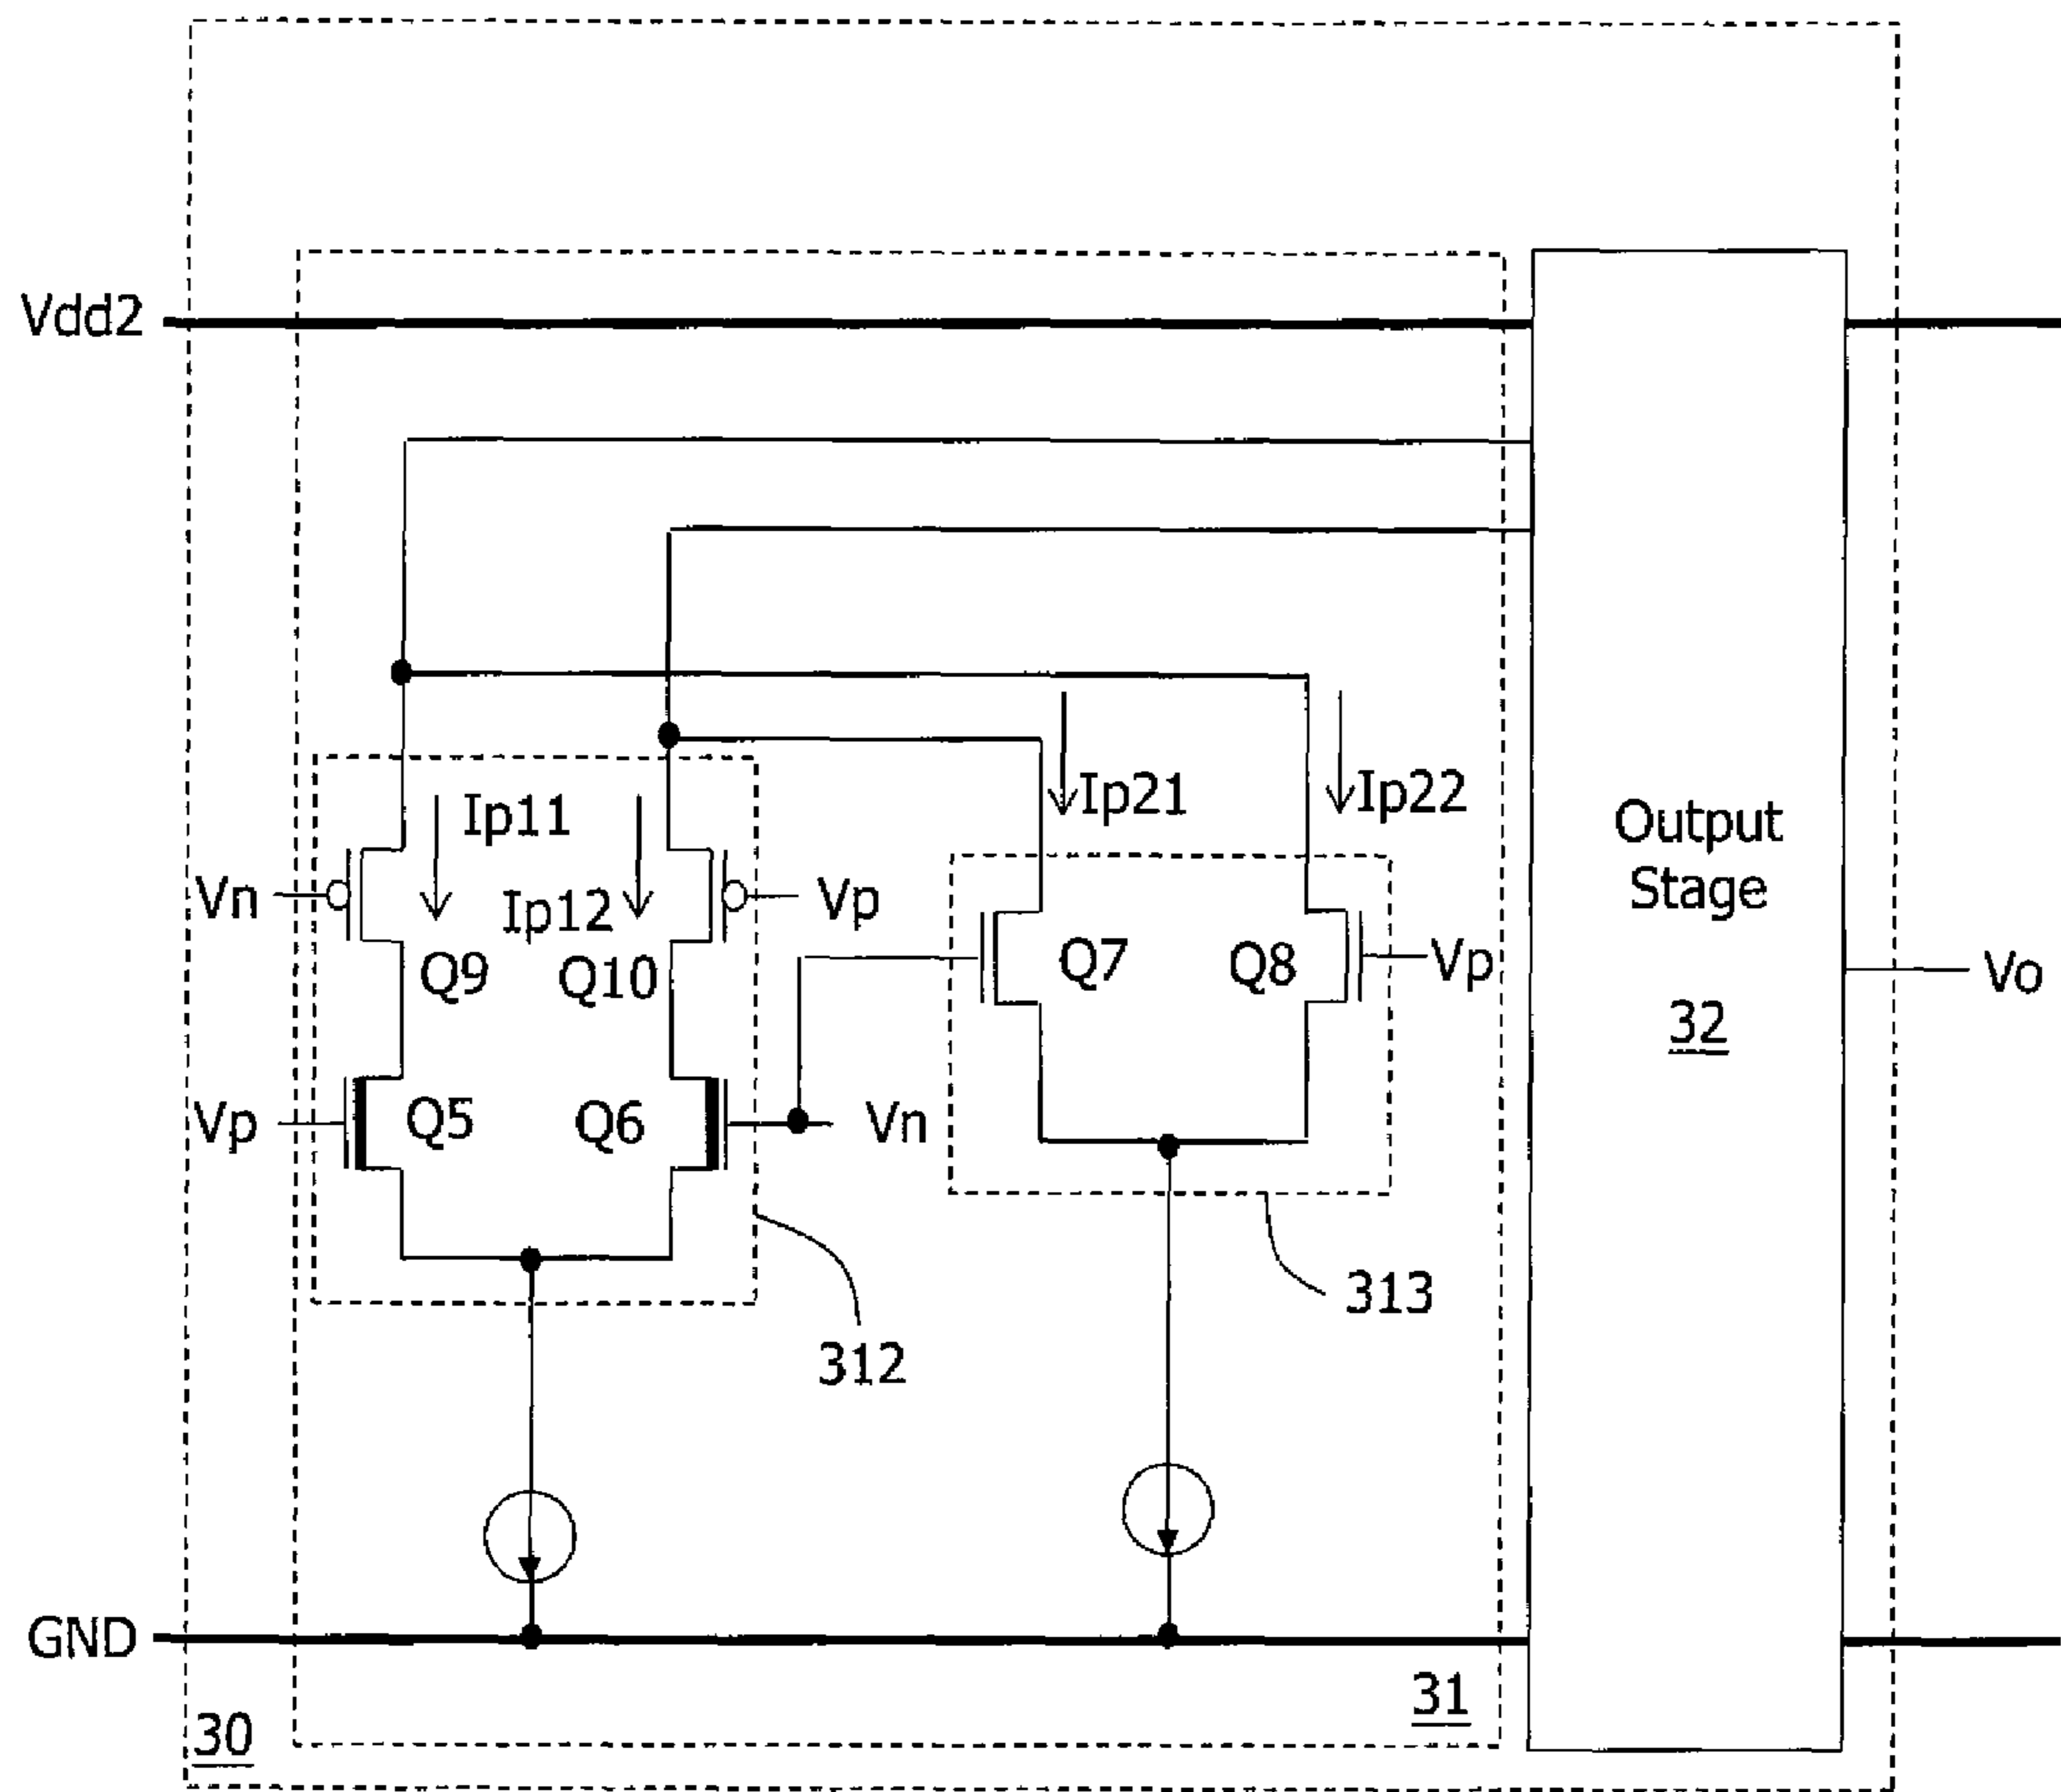 Vdd2
Ip11
Ip12
Ip21
Ip22
Output
Stage
32
Vn
Vp
Q9
Q10
Q7
Q8
Vp
Vo
Vp
Q5
Q6
Vn
313
312
GND
31
30